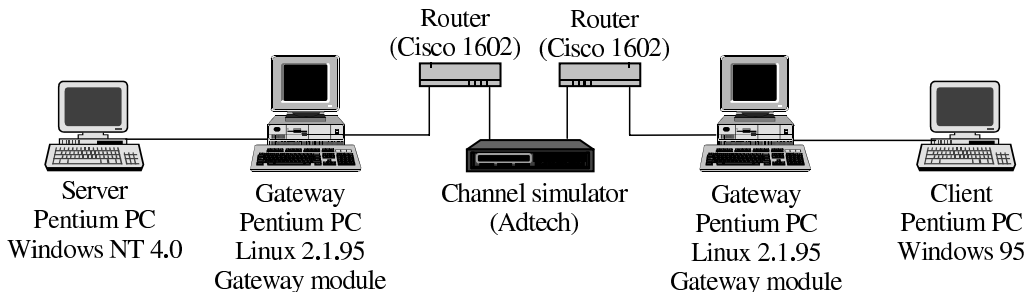 Router
(Cisco 1602)
Router
(Cisco 1602)
Server
Pentium PC
Windows NT 4.0
Gateway
Pentium PC
Linux 2.1.95
Gateway module
Channel simulator
(Adtech)
Gateway
Pentium PC
Linux 2.1.95
Gateway module
Client
Pentium PC
Windows 95